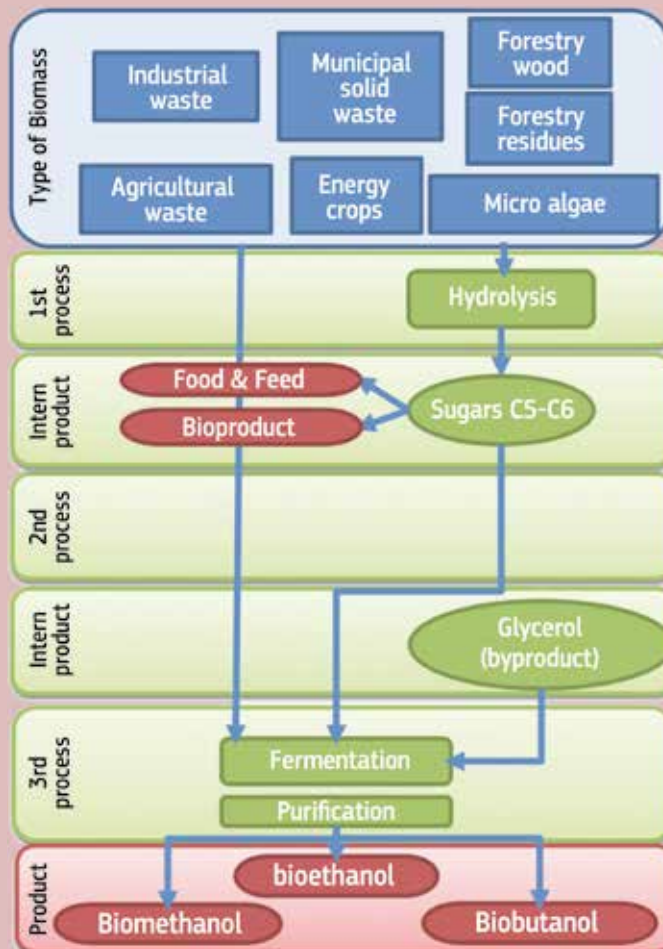 Type of Biomass
Industrial
waste
Municipal
solid
waste
Forestry
wood
Forestry
residues
Agricultural
waste
Energy
crops
Micro algae
1st
process
Hydrolysis
Intern
product
Food & Feed
Bioproduct
Sugars C5-C6
2nd
process
Intern
product
Glycerol
(byproduct)
3rd
process
Fermentation
Purification
Product
bioethanol
Biomethanol
Biobutanol